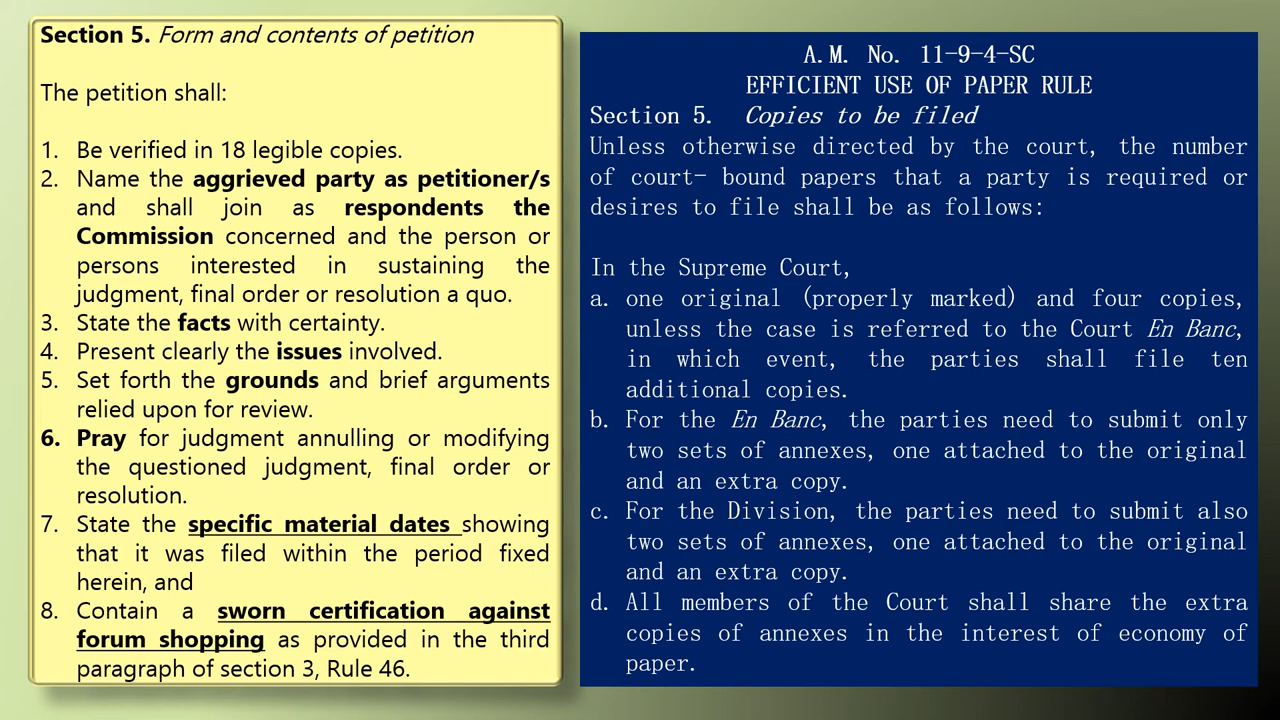 Section 5. Form and contents of petition
The petition shall:
1. Be verified in 18 legible copies.
2. Name the aggrieved party as petitioner/s
and shall join as respondents the
Commission concerned and the person or
persons interested in sustaining the
judgment, final order or resolution a quo.
3. State the facts with certainty.
4. Present clearly the issues involved.
5. Set forth the grounds and brief arguments
relied upon for review.
6. Pray for judgment annulling or modifying
the questioned judgment, final order or
resolution.
7. State the specific material dates showing
that it was filed within the period fixed
herein, and
8. Contain a sworn certification against
forum shopping as provided in the third
paragraph of section 3, Rule 46.
A.M. No. 11-9-4-SC
EFFICIENT USE OF PAPER RULE
Section 5. Copies to be filed
Unless otherwise directed by the court, the number
of court- bound papers that a party is required or
desires to file shall be as follows:
In the Supreme Court,
a. one original (properly marked) and four copies,
unless the case is referred to the Court En Banc,
in which event, the parties shall file ten
additional copies.
b. For the En Banc, the parties need to submit only
two sets of annexes, one attached to the original
and an extra copy.
c. For the Division, the parties need to submit also
two sets of annexes, one attached to the original
and an extra copy.
d. All members of the Court shall share the extra
copies of annexes in the interest of economy of
paper.